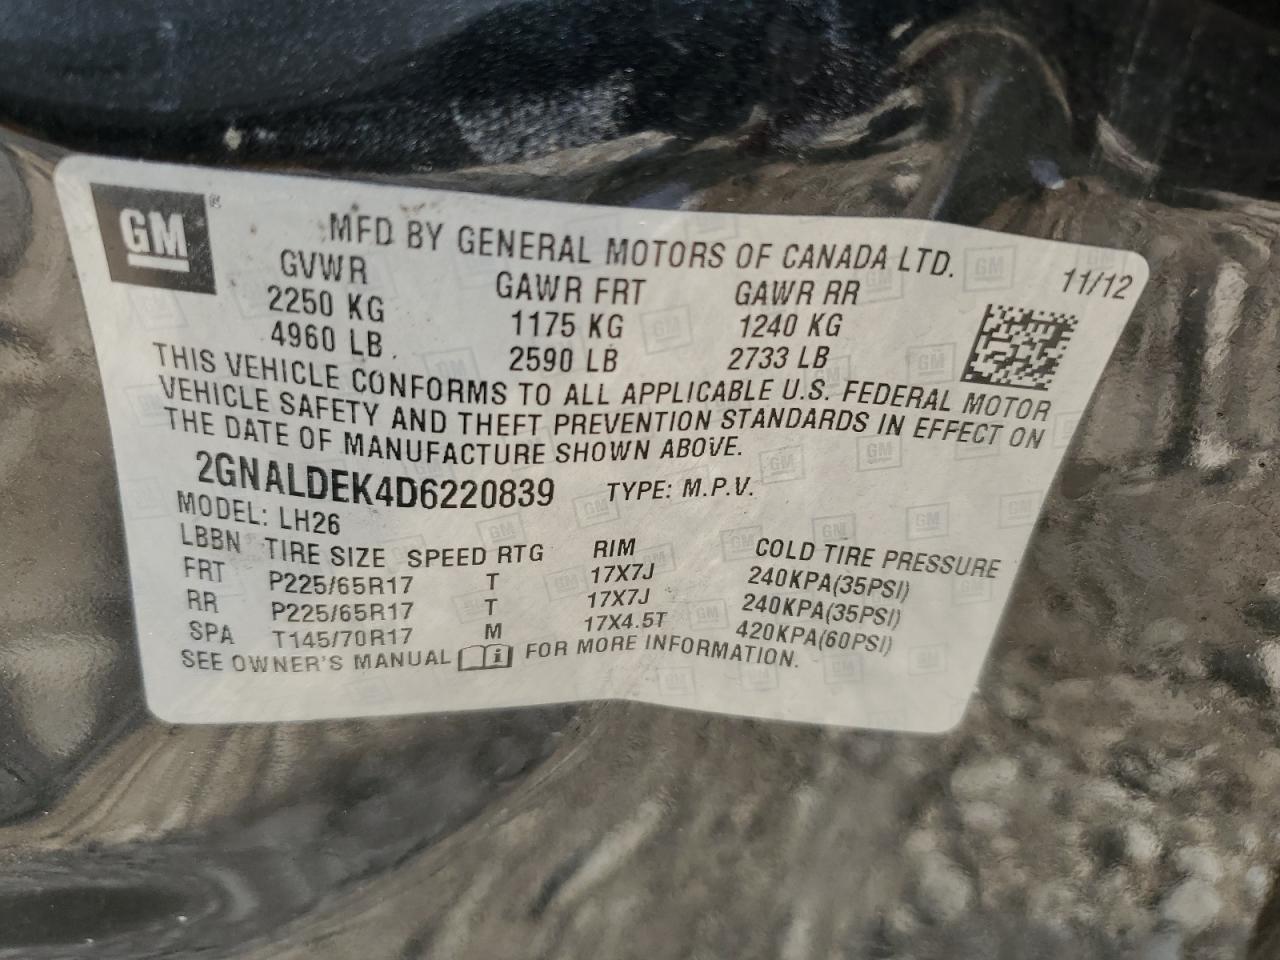 GM®
MFD BY GENERAL MOTORS OF CANADA LTD.
11/12
GVWR GAWR FRT GAWR RR
2250 KG 1175 KG 1240 KG
4960 LB 2590 LB 2733 LB
THIS VEHICLE CONFORMS TO ALL APPLICABLE U.S. FEDERAL MOTOR
VEHICLE SAFETY AND THEFT PREVENTION STANDARDS IN EFFECT ON
THE DATE OF MANUFACTURE SHOWN ABOVE.
2GNALDEK4D6220839 TYPE: M.P.V.
MODEL: LH26
LBBN TIRE SIZE SPEED RTG RIM COLD TIRE PRESSURE
FRT P225/65R17 T 17X7J 240KPA(35PSI)
RR P225/65R17 T 17X7J 240KPA(35PSI)
SPA T145/70R17 M 17X4.5T 420KPA(60PSI)
SEE OWNER'S MANUAL FOR MORE INFORMATION.